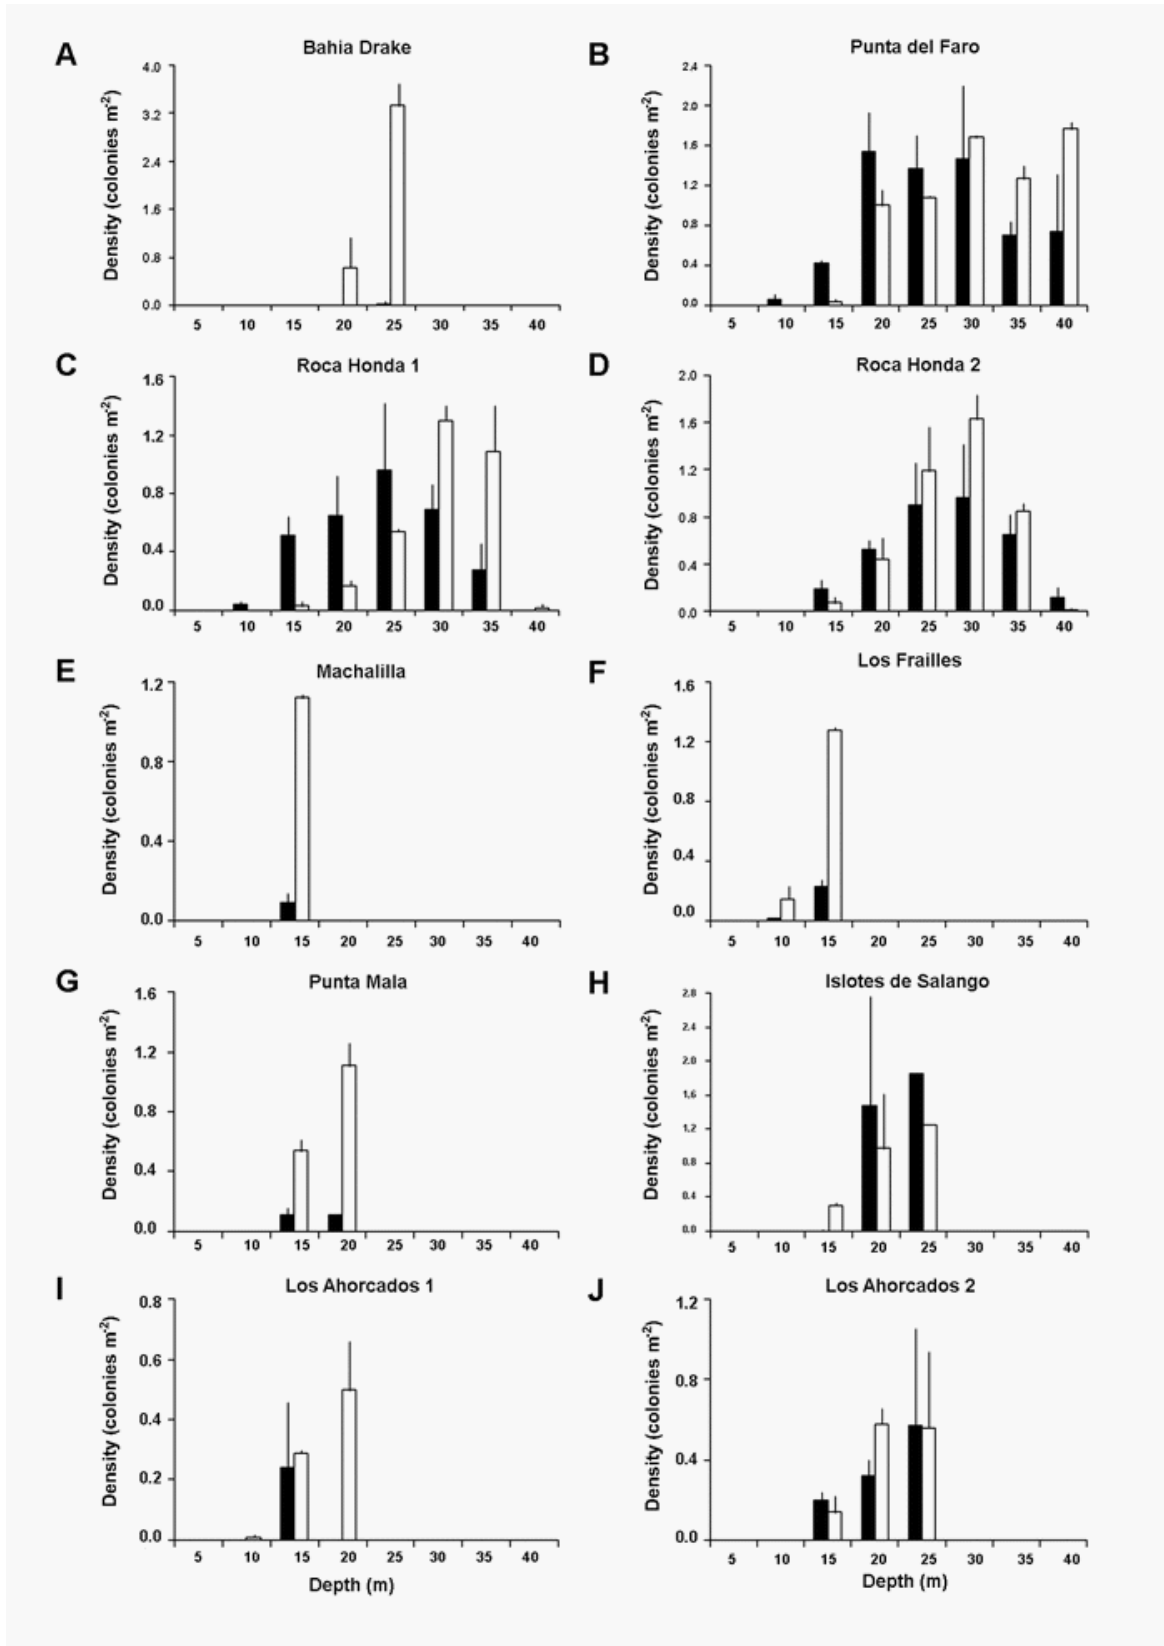 A
Bahia Drake
Density (colonies m-2)
4.0
3.2
2.4
1.6
0.8
0.0
5 10 15 20 25 30 35 40
B
Punta del Faro
Density (colonies m-2)
2.4
2.0
1.6
1.2
0.8
0.4
0.0
5 10 15 20 25 30 35 40
C
Roca Honda 1
Density (colonies m-2)
1.6
1.2
0.8
0.4
0.0
5 10 15 20 25 30 35 40
D
Roca Honda 2
Density (colonies m-2)
2.0
1.6
1.2
0.8
0.4
0.0
5 10 15 20 25 30 35 40
E
Machalilla
Density (colonies m-2)
1.2
0.8
0.4
0.0
5 10 15 20 25 30 35 40
F
Los Frailles
Density (colonies m-2)
1.6
1.2
0.8
0.4
0.0
5 10 15 20 25 30 35 40
G
Punta Mala
Density (colonies m-2)
1.6
1.2
0.8
0.4
0.0
5 10 15 20 25 30 35 40
H
Islotes de Salango
Density (colonies m-2)
2.8
2.4
2.0
1.6
1.2
0.8
0.4
0.0
5 10 15 20 25 30 35 40
I
Los Ahorcados 1
Density (colonies m-2)
0.8
0.6
0.4
0.2
0.0
5 10 15 20 25 30 35 40
Depth (m)
J
Los Ahorcados 2
Density (colonies m-2)
1.2
0.8
0.4
0.0
5 10 15 20 25 30 35 40
Depth (m)